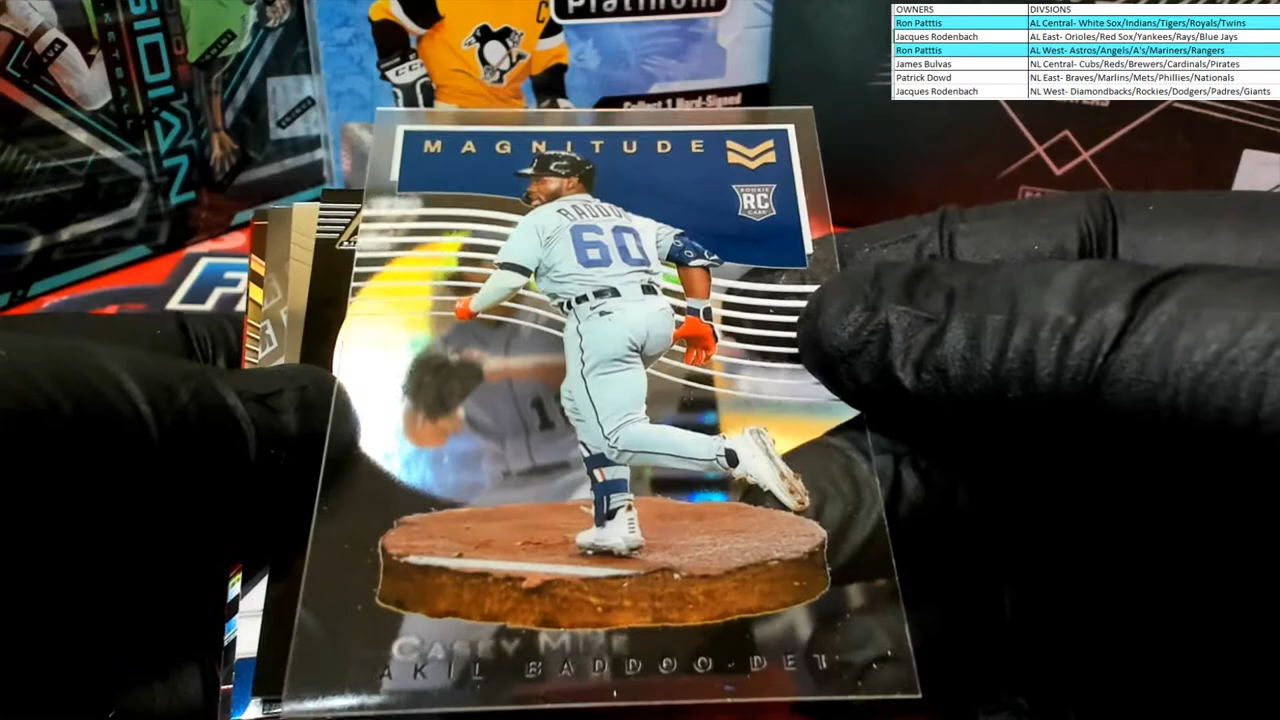 OWNERS DIVSIONS
Ron Patttis AL Central- White Sox/Indians/Tigers/Royals/Twins
Jacques Rodenbach AL East- Orioles/Red Sox/Yankees/Rays/Blue Jays
Ron Patttis AL West- Astros/Angels/A's/Mariners/Rangers
James Bulvas NL Central- Cubs/Reds/Brewers/Cardinals/Pirates
Patrick Dowd NL East- Braves/Marlins/Mets/Phillies/Nationals
Jacques Rodenbach NL West- Diamondbacks/Rockies/Dodgers/Padres/Giants
Platinum
Collect 1 Hard-Signed
MAGNITUDE
ROOKIE
RC
CARD
BADDOO
60
CASEY MIZE
AKIL BADDOO-DET